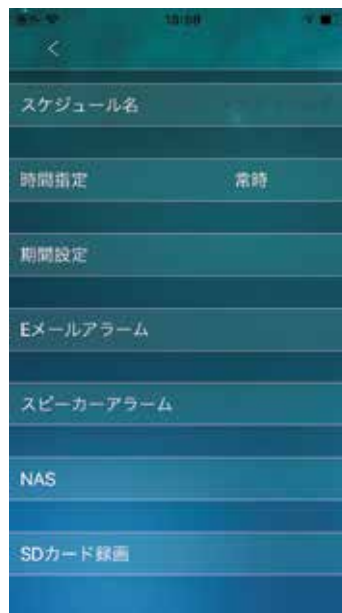 スケジュール名
時間指定 常時
期間設定
Eメールアラーム
スピーカーアラーム
NAS
SDカード録画